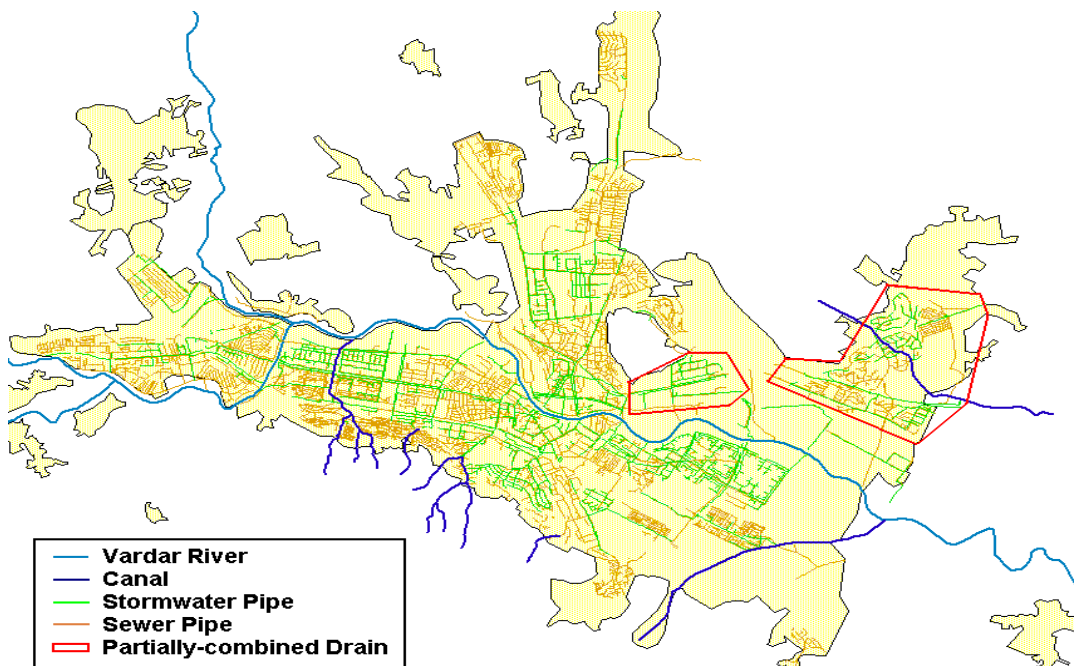 Vardar River
Canal
Stormwater Pipe
Sewer Pipe
Partially-combined Drain